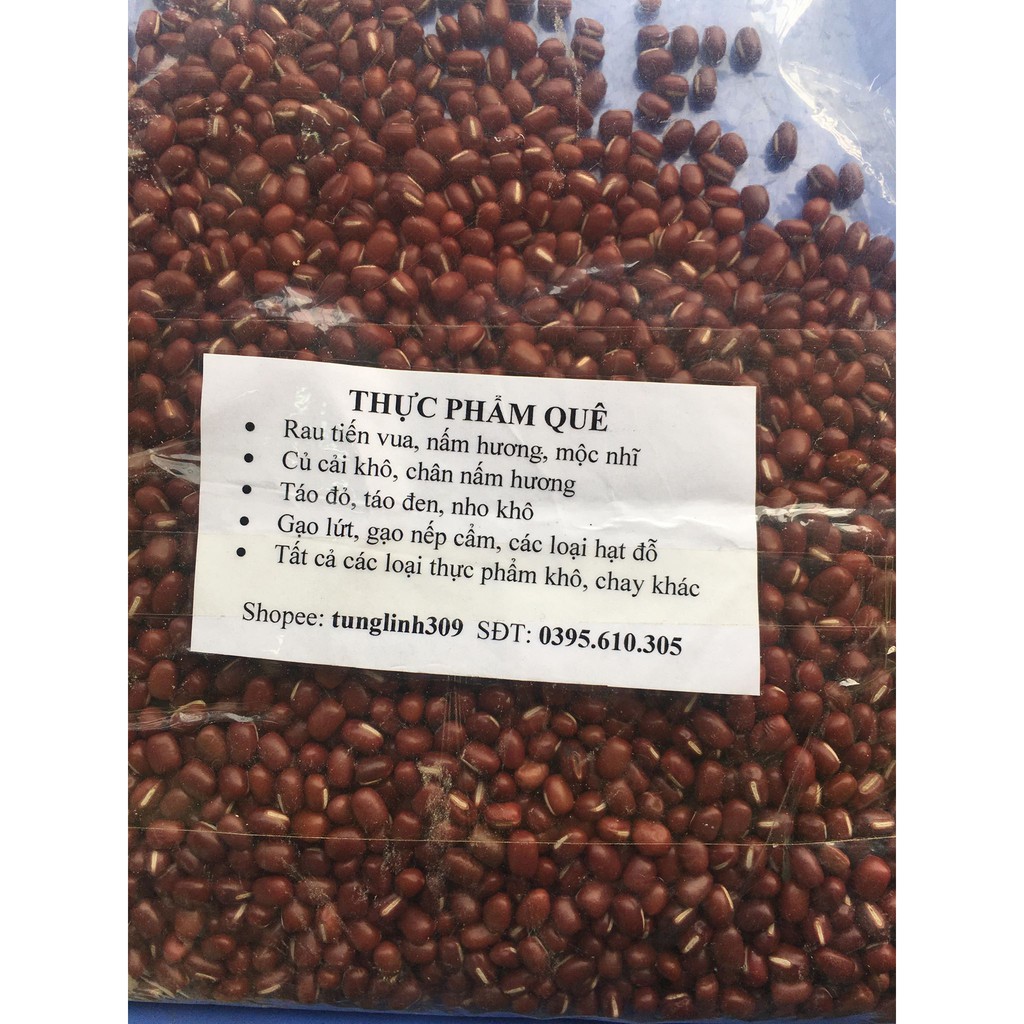 THỰC PHẨM QUÊ
• Rau tiến vua, nấm hương, mộc nhĩ
• Củ cải khô, chân nấm hương
• Táo đỏ, táo đen, nho khô
• Gạo lứt, gạo nếp cẩm, các loại hạt đỗ
• Tất cả các loại thực phẩm khô, chay khác
Shopee: tunglinh309 SĐT: 0395.610.305